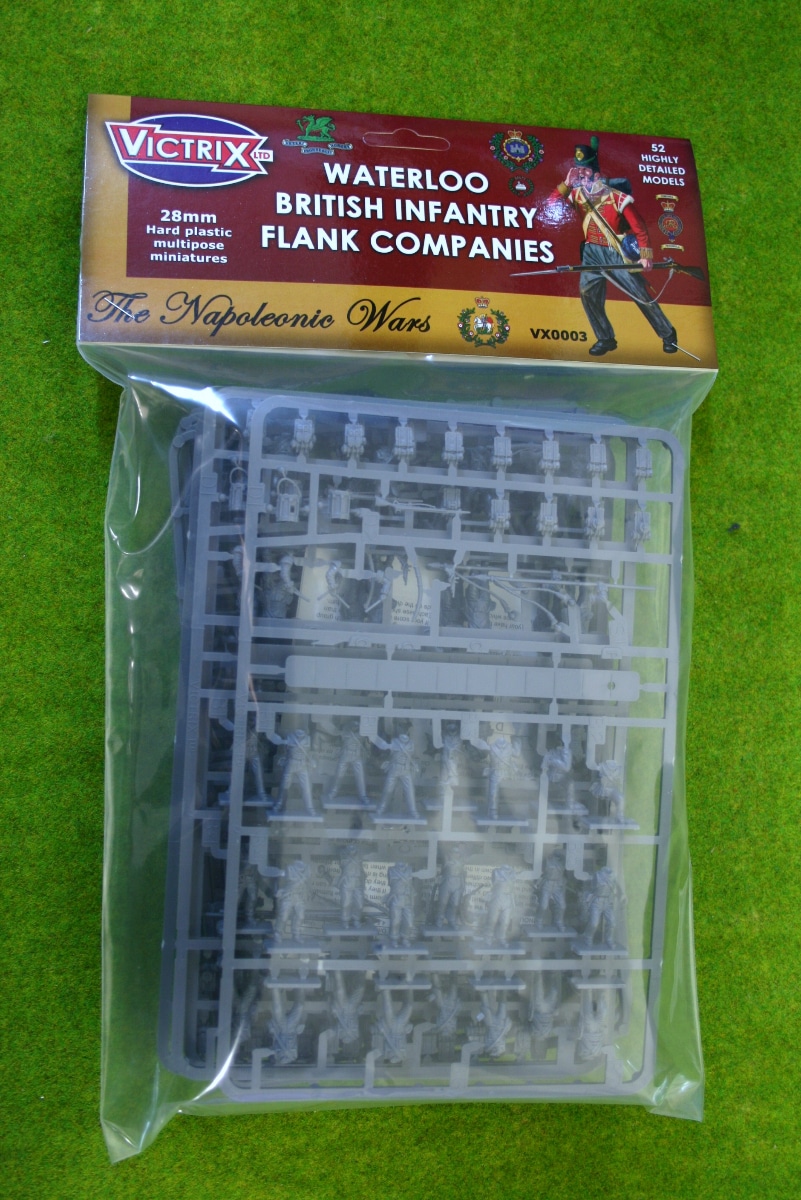 VICTRIX LTD
28mm
Hard plastic
multipose
miniatures
WATERLOO
BRITISH INFANTRY
FLANK COMPANIES
52
HIGHLY
DETAILED
MODELS
The Napoleonic Wars
VX0003